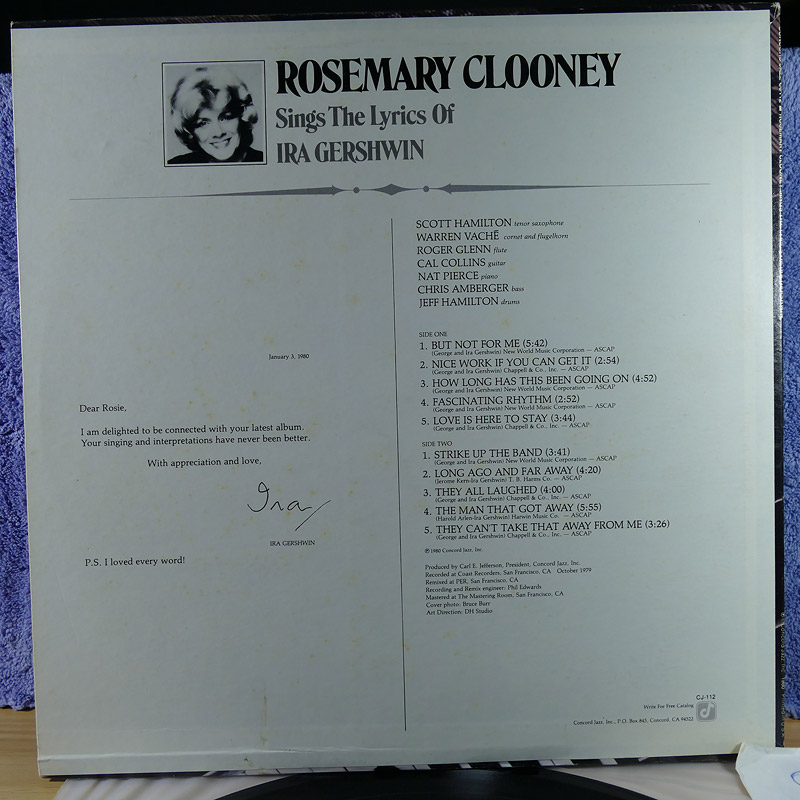 ROSEMARY CLOONEY
Sings The Lyrics Of
IRA GERSHWIN
January 3, 1980
Dear Rosie,
I am delighted to be connected with your latest album.
Your singing and interpretations have never been better.
With appreciation and love,
Ira
IRA GERSHWIN
P.S. I loved every word!
SCOTT HAMILTON tenor saxophone
WARREN VACHĒ cornet and flugelhorn
ROGER GLENN flute
CAL COLLINS guitar
NAT PIERCE piano
CHRIS AMBERGER bass
JEFF HAMILTON drums
SIDE ONE
1. BUT NOT FOR ME (5:42)
(George and Ira Gershwin) New World Music Corporation — ASCAP
2. NICE WORK IF YOU CAN GET IT (2:54)
(George and Ira Gershwin) Chappell & Co., Inc. — ASCAP
3. HOW LONG HAS THIS BEEN GOING ON (4:52)
(George and Ira Gershwin) New World Music Corporation — ASCAP
4. FASCINATING RHYTHM (2:52)
(George and Ira Gershwin) New World Music Corporation — ASCAP
5. LOVE IS HERE TO STAY (3:44)
(George and Ira Gershwin) Chappell & Co., Inc. — ASCAP
SIDE TWO
1. STRIKE UP THE BAND (3:41)
(George and Ira Gershwin) New World Music Corporation — ASCAP
2. LONG AGO AND FAR AWAY (4:20)
(Jerome Kern-Ira Gershwin) T. B. Harms Co. — ASCAP
3. THEY ALL LAUGHED (4:00)
(George and Ira Gershwin) Chappell & Co., Inc. — ASCAP
4. THE MAN THAT GOT AWAY (5:55)
(Harold Arlen-Ira Gershwin) Harwin Music Co. — ASCAP
5. THEY CAN'T TAKE THAT AWAY FROM ME (3:26)
(George and Ira Gershwin) Chappell & Co., Inc. — ASCAP
℗ 1980 Concord Jazz, Inc.
Produced by Carl E. Jefferson, President, Concord Jazz, Inc.
Recorded at Coast Recorders, San Francisco, CA October 1979
Remixed at PER, San Francisco, CA
Recording and Remix engineer: Phil Edwards
Mastered at The Mastering Room, San Francisco, CA
Cover photo: Bruce Burr
Art Direction: DH Studio
CJ-112
Write For Free Catalog
Concord Jazz, Inc., P.O. Box 845, Concord, CA 94522